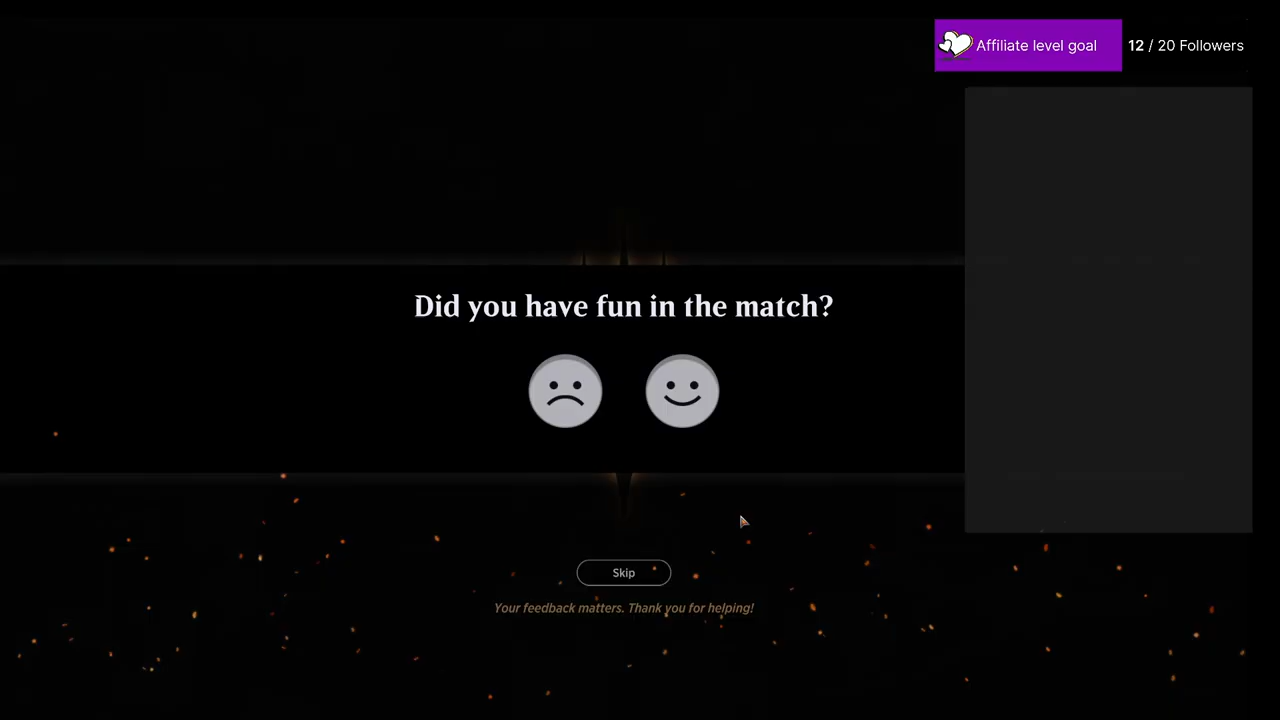 Affiliate level goal
12 / 20 Followers
Did you have fun in the match?
Skip
Your feedback matters. Thank you for helping!